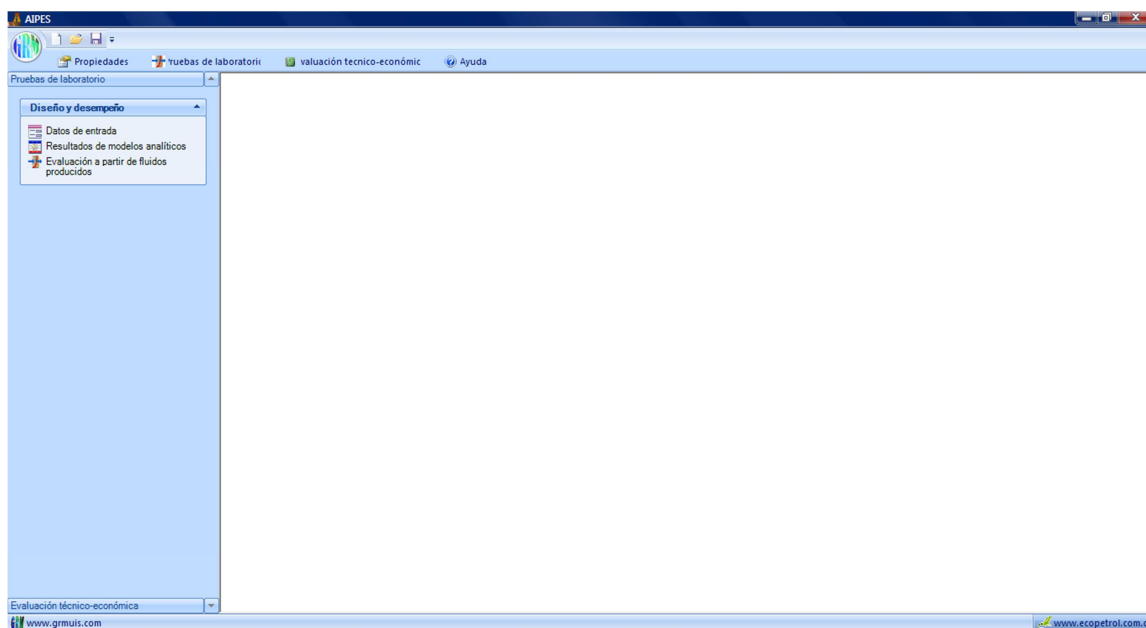 AIPES
GRM
Propiedades ruebas de laboratori valuación tecnico-económic Ayuda
Pruebas de laboratorio
Diseño y desempeño
Datos de entrada
Resultados de modelos analíticos
Evaluación a partir de fluidos
producidos
Evaluación técnico-económica
www.grmuis.com www.ecopetrol.com.c